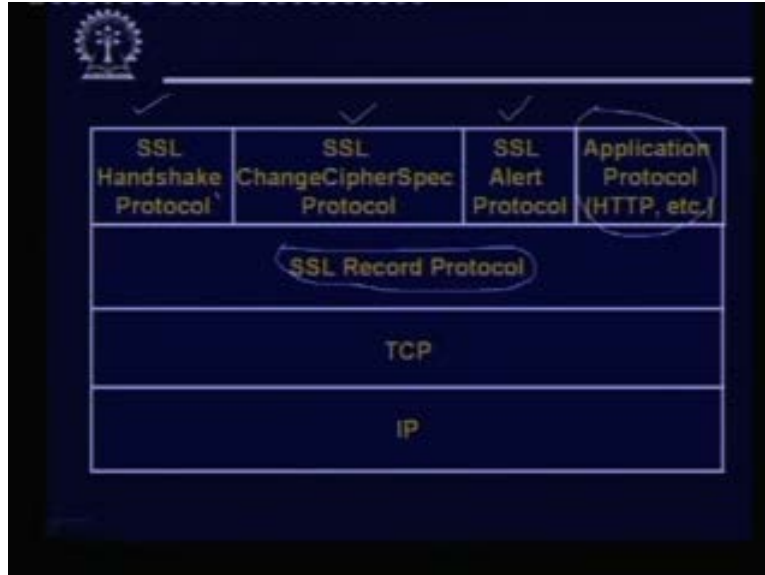 SSL
Handshake
Protocol
SSL
ChangeCipherSpec
Protocol
SSL
Alert
Protocol
Application
Protocol
(HTTP, etc.)
SSL Record Protocol
TCP
IP